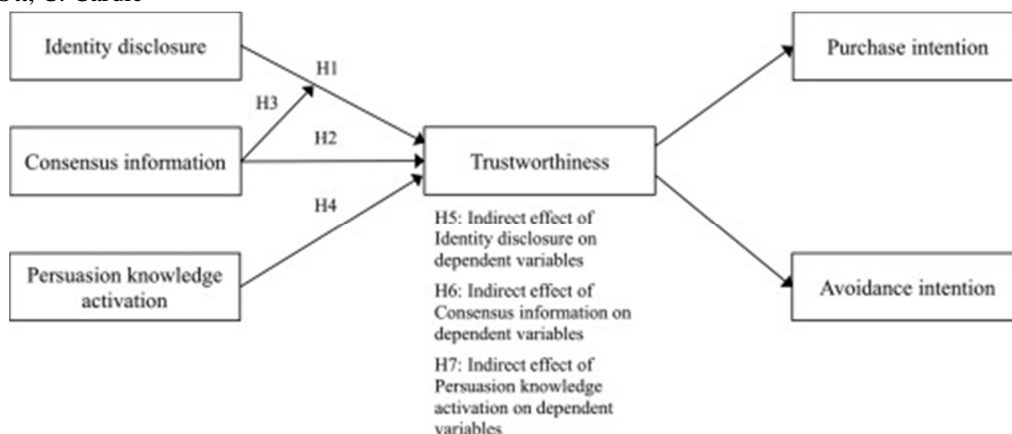 Identity disclosure
Purchase intention
H1
H3
Consensus information
H2
Trustworthiness
H4
H5: Indirect effect of
Identity disclosure on
dependent variables
Persuasion knowledge
activation
Avoidance intention
H6: Indirect effect of
Consensus information on
dependent variables
H7: Indirect effect of
Persuasion knowledge
activation on dependent
variables